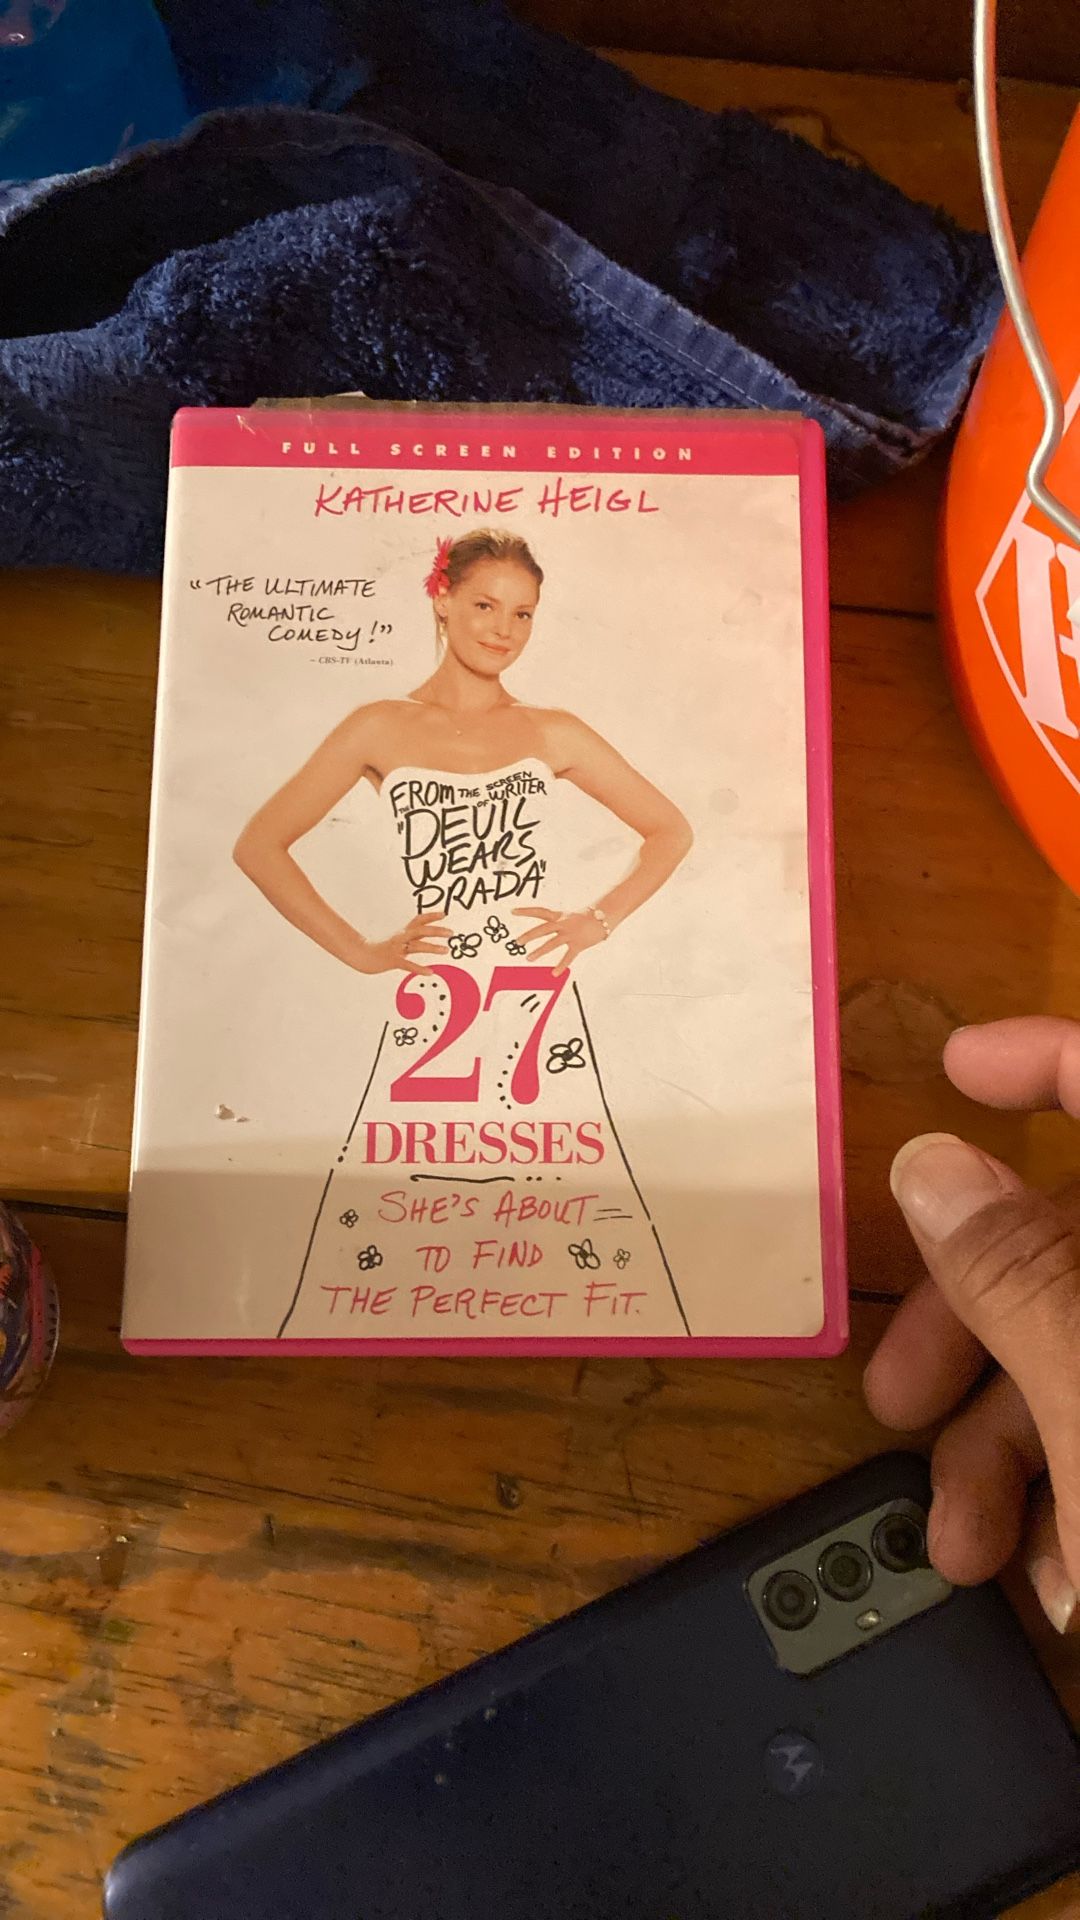 FULL SCREEN EDITION
KATHERINE HEIGL
"THE ULTIMATE
ROMANTIC
COMEDY!"
- CBS-TV (Atlanta)
FROM THE SCREEN
WRITER
OF THE
"DEVIL
WEARS
PRADA"
27
DRESSES
SHE'S ABOUT
TO FIND
THE PERFECT FIT.